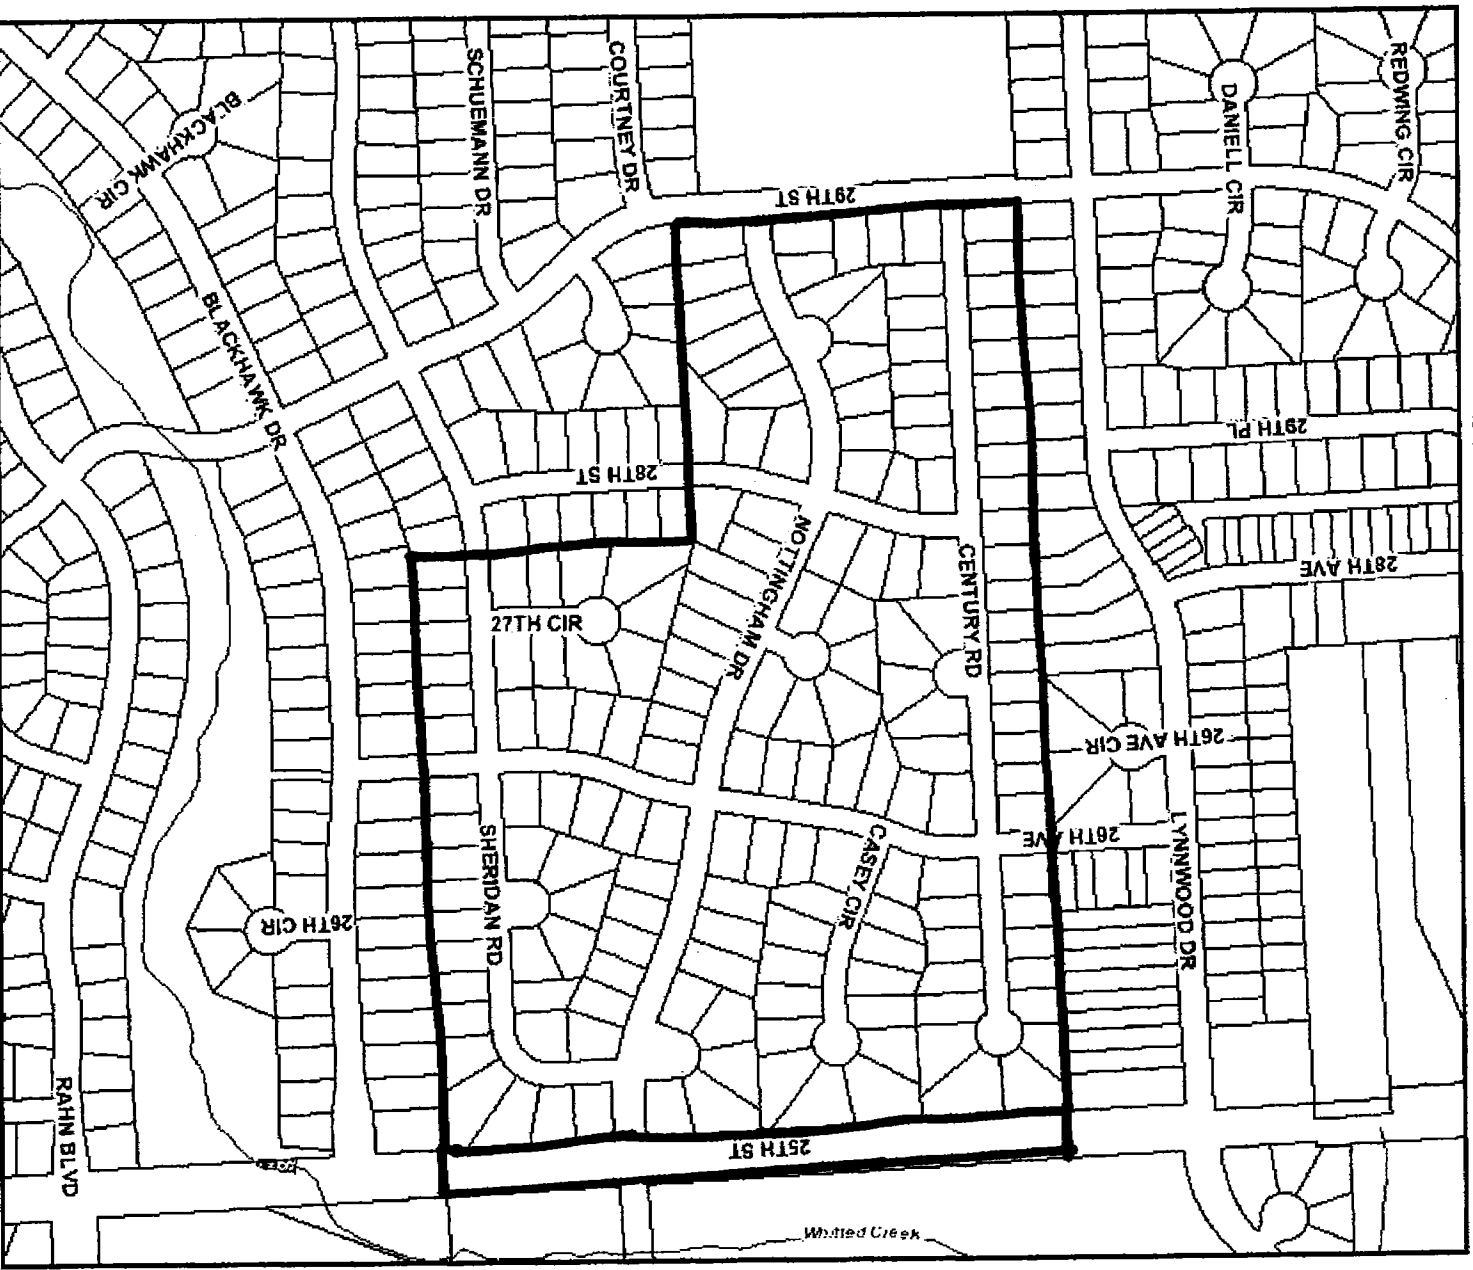 SCHUEMANN DR
COURTNEY DR
BLACKHAWK CIR
DANIELL CIR
REDWING CIR
29TH ST
BLACKHAWK DR
28TH ST
29TH PL
28TH AVE
NOTTINGHAM DR
CENTURY RD
27TH CIR
26TH AVE CIR
26TH AVE
SHERIDAN RD
CASEY CIR
LYNNWOOD DR
26TH CIR
RAHN BLVD
25TH ST
Whitted Creek